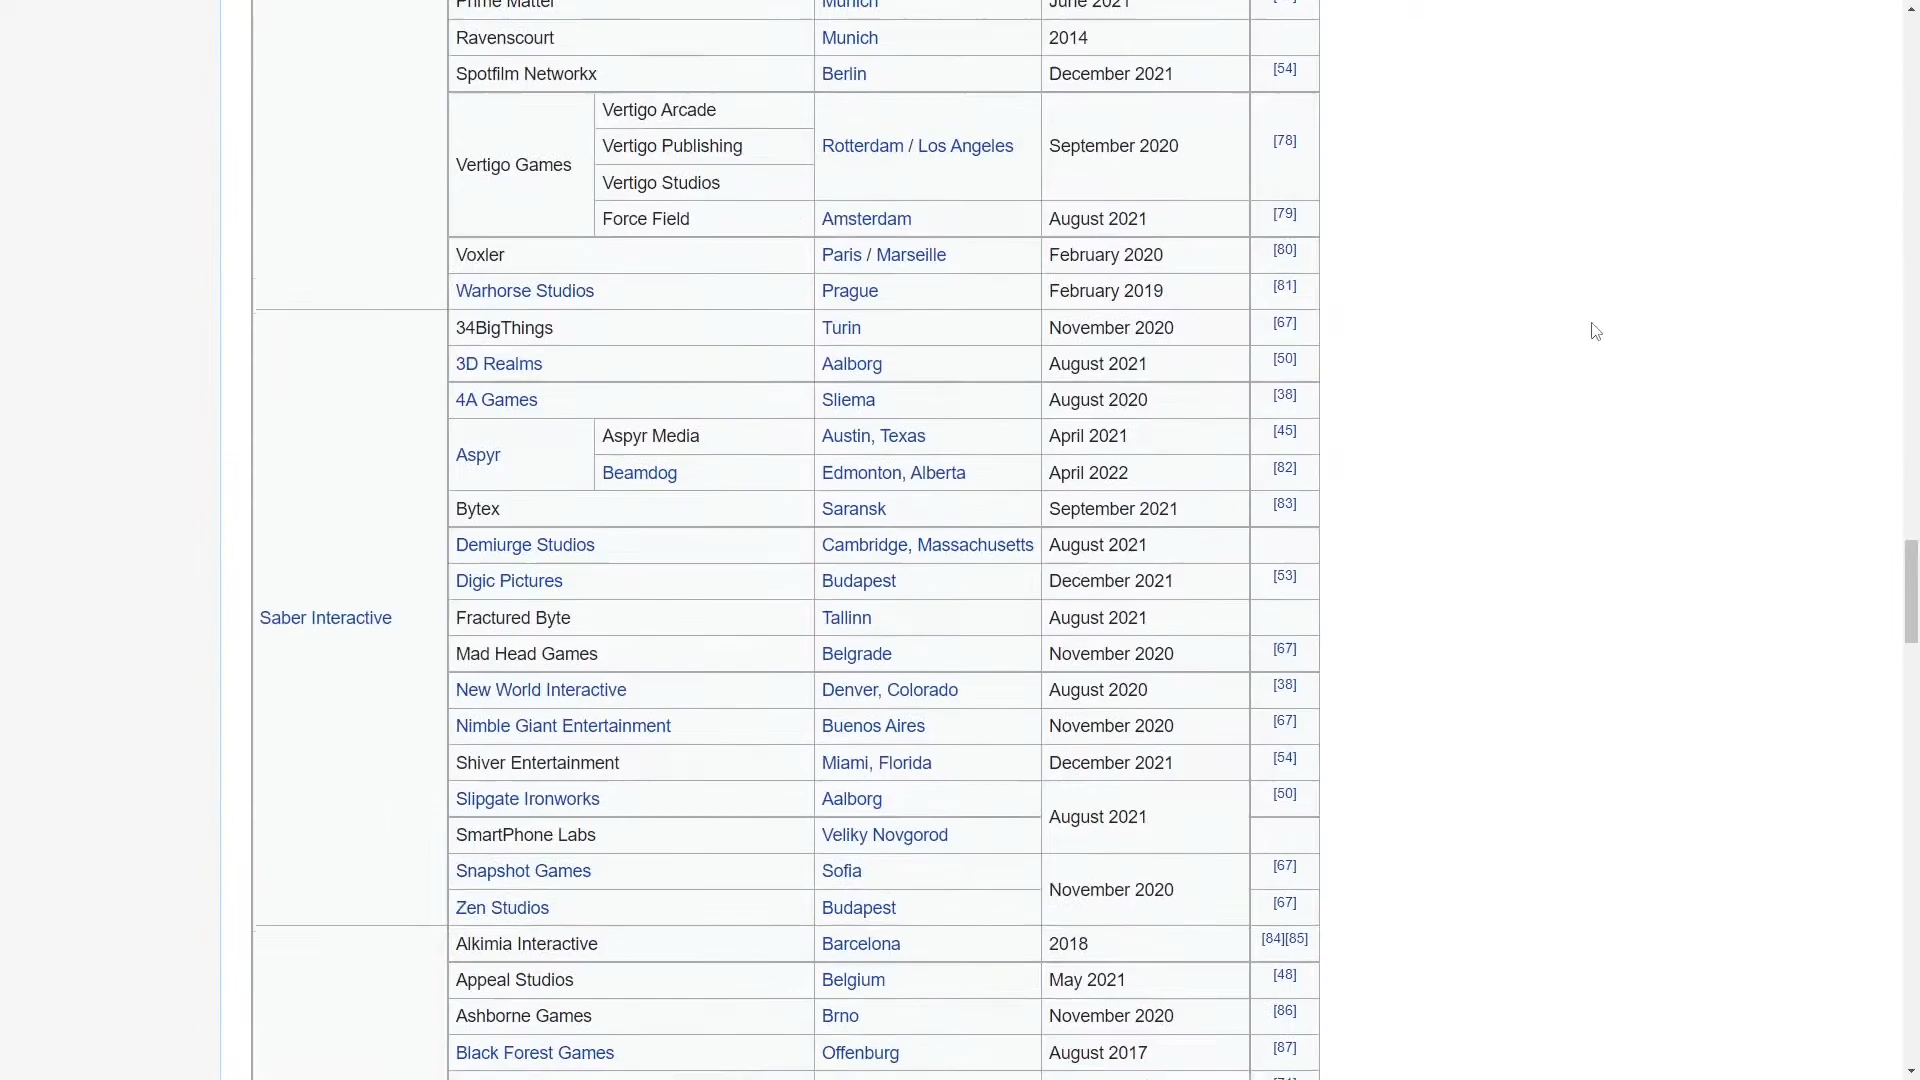 Prime Matter Munich June 2021
Ravenscourt Munich 2014
Spotfilm Networkx Berlin December 2021 [54]
Vertigo Games
Vertigo Arcade
Vertigo Publishing
Vertigo Studios
Rotterdam / Los Angeles September 2020 [78]
Force Field Amsterdam August 2021 [79]
Voxler Paris / Marseille February 2020 [80]
Warhorse Studios Prague February 2019 [81]
Saber Interactive
34BigThings Turin November 2020 [67]
3D Realms Aalborg August 2021 [50]
4A Games Sliema August 2020 [38]
Aspyr
Aspyr Media Austin, Texas April 2021 [45]
Beamdog Edmonton, Alberta April 2022 [82]
Bytex Saransk September 2021 [83]
Demiurge Studios Cambridge, Massachusetts August 2021
Digic Pictures Budapest December 2021 [53]
Fractured Byte Tallinn August 2021
Mad Head Games Belgrade November 2020 [67]
New World Interactive Denver, Colorado August 2020 [38]
Nimble Giant Entertainment Buenos Aires November 2020 [67]
Shiver Entertainment Miami, Florida December 2021 [54]
Slipgate Ironworks Aalborg August 2021 [50]
SmartPhone Labs Veliky Novgorod
Snapshot Games Sofia November 2020 [67]
Zen Studios Budapest [67]
Alkimia Interactive Barcelona 2018 [84][85]
Appeal Studios Belgium May 2021 [48]
Ashborne Games Brno November 2020 [86]
Black Forest Games Offenburg August 2017 [87]